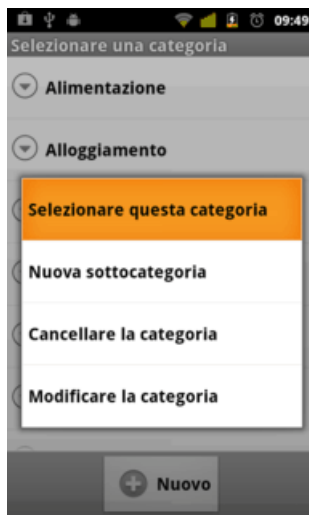 09:49
Selezionare una categoria
Alimentazione
Alloggiamento
Selezionare questa categoria
Nuova sottocategoria
Cancellare la categoria
Modificare la categoria
Nuovo